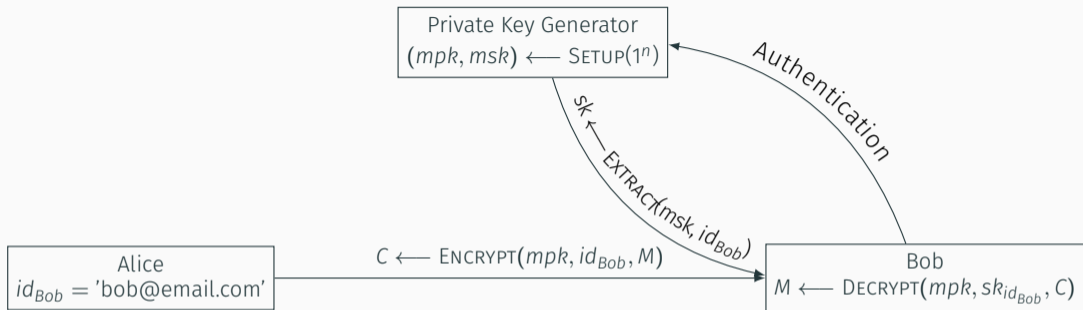 Private Key Generator
(mpk, msk) ⟵ SETUP(1ⁿ)
Authentication
sk ⟵ EXTRACT(msk, id_Bob)
Alice
id_Bob = 'bob@email.com'
C ⟵ ENCRYPT(mpk, id_Bob, M)
Bob
M ⟵ DECRYPT(mpk, sk_id_Bob, C)